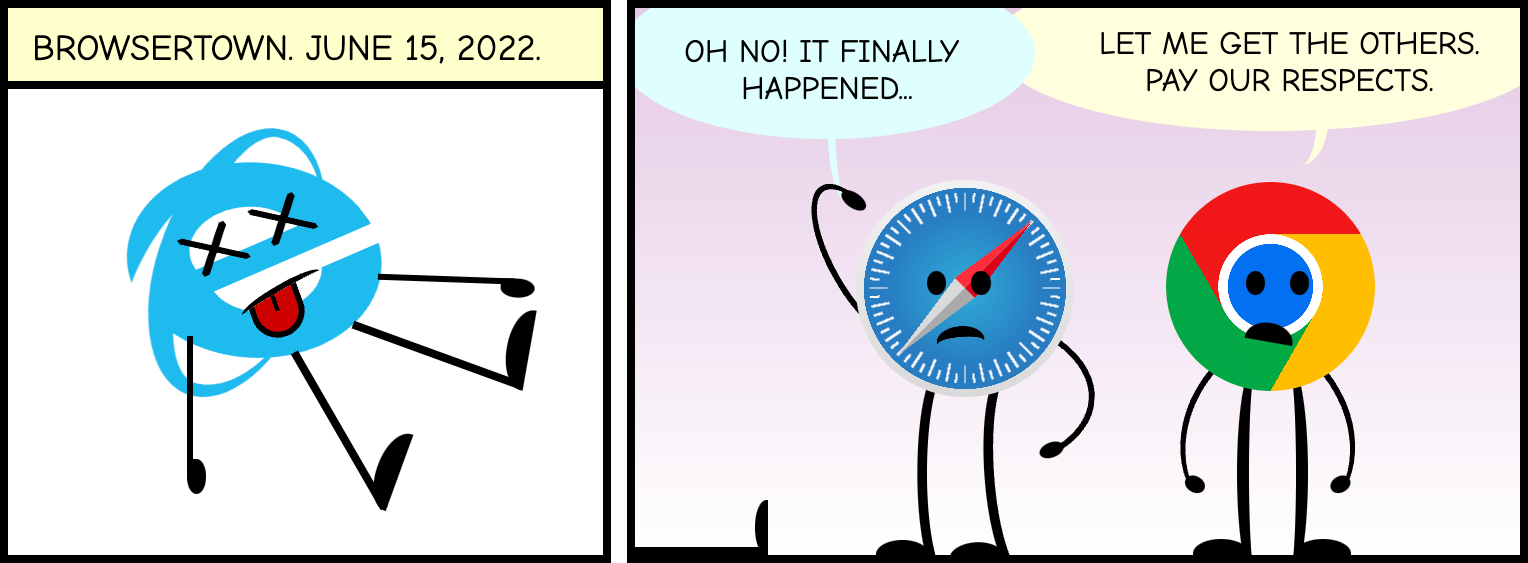 BROWSERTOWN. JUNE 15, 2022.
OH NO! IT FINALLY
HAPPENED...
LET ME GET THE OTHERS.
PAY OUR RESPECTS.